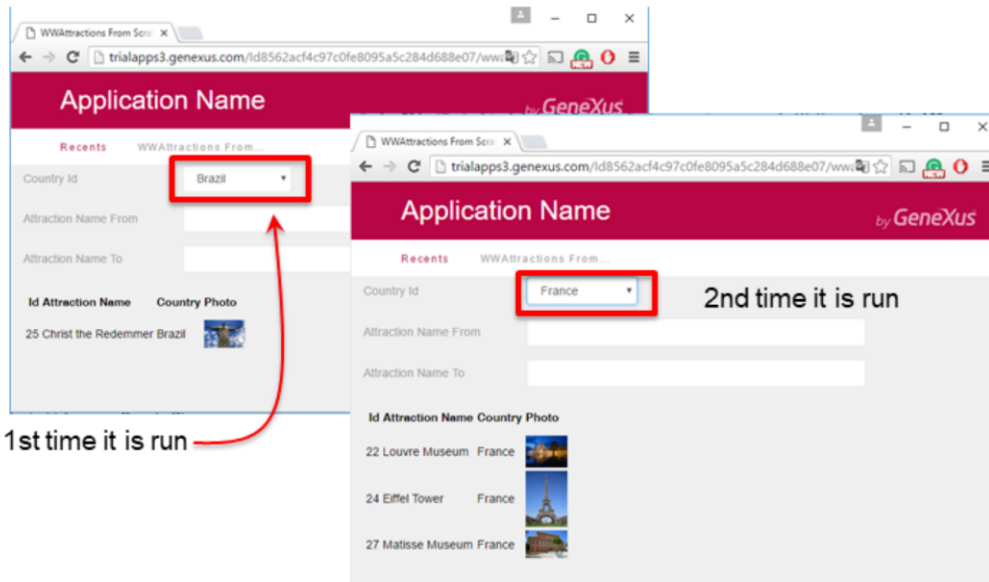 WWAttractions From Scra
trialapps3.genexus.com/Id8562acf4c97c0fe8095a5c284d688e07/wwa
Application Name
by GeneXus
Recents WWAttractions From...
Country Id Brazil
Attraction Name From
Attraction Name To
Id Attraction Name Country Photo
25 Christ the Redemmer Brazil
1st time it is run
WWAttractions From Scra
trialapps3.genexus.com/Id8562acf4c97c0fe8095a5c284d688e07/wwa
Application Name
by GeneXus
Recents WWAttractions From...
Country Id France
2nd time it is run
Attraction Name From
Attraction Name To
Id Attraction Name Country Photo
22 Louvre Museum France
24 Eiffel Tower France
27 Matisse Museum France